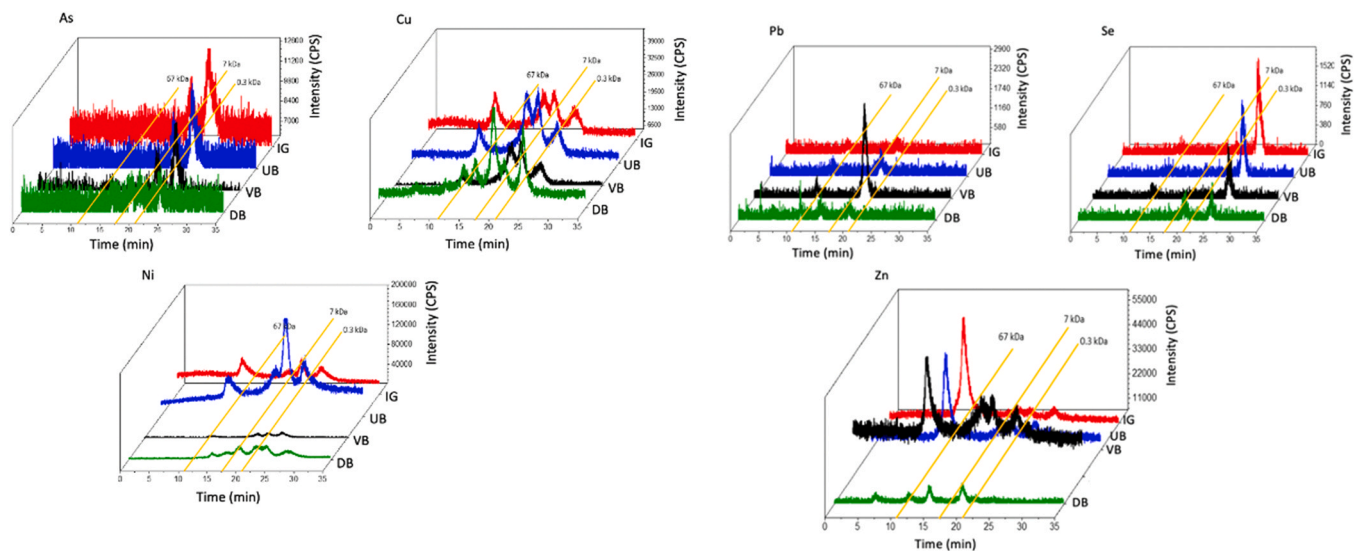 As
67 kDa
7 kDa
0.3 kDa
12000
10800
9600
8400
7000
Intensity (CPS)
IG
UB
VB
DB
0 5 10 15 20 25 30 35
Time (min)
Cu
67 kDa
7 kDa
0.3 kDa
39000
32500
26000
19500
13000
6500
Intensity (CPS)
IG
UB
VB
DB
0 5 10 15 20 25 30 35
Time (min)
Pb
67 kDa
7 kDa
0.3 kDa
2900
2320
1740
1160
580
0
Intensity (CPS)
IG
UB
VB
DB
0 5 10 15 20 25 30 35
Time (min)
Se
67 kDa
7 kDa
0.3 kDa
1520
1140
760
380
0
Intensity (CPS)
IG
UB
VB
DB
0 5 10 15 20 25 30 35
Time (min)
Ni
67 kDa
7 kDa
0.3 kDa
200000
160000
120000
80000
40000
Intensity (CPS)
IG
UB
VB
DB
0 5 10 15 20 25 30 35
Time (min)
Zn
67 kDa
7 kDa
0.3 kDa
55000
44000
33000
22000
11000
Intensity (CPS)
IG
UB
VB
DB
0 5 10 15 20 25 30 35
Time (min)